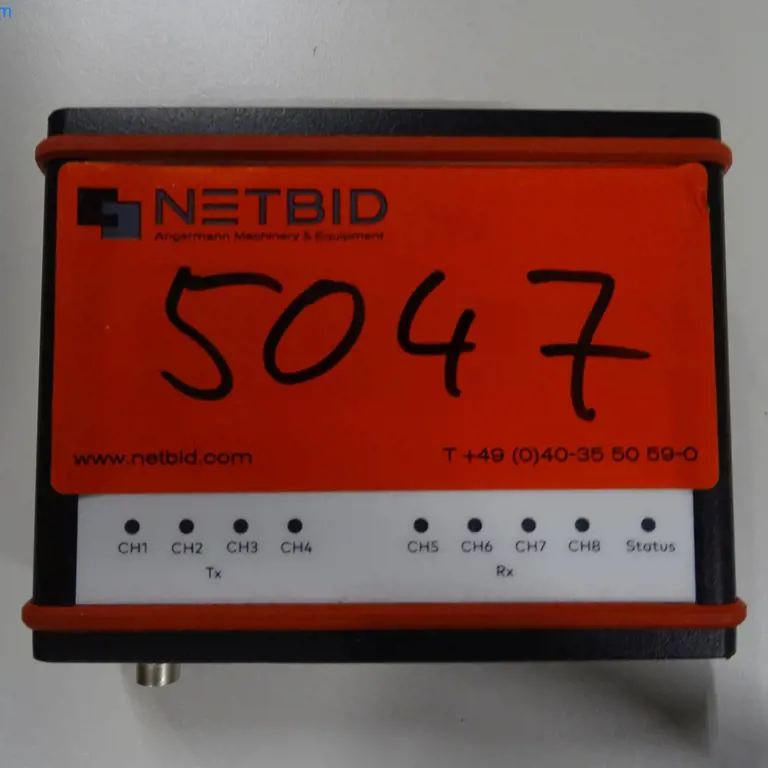 m
NETBID
Angermann Machinery & Equipment
5047
www.netbid.com T +49 (0)40-35 50 59-0
CH1 CH2 CH3 CH4 CH5 CH6 CH7 CH8 Status
Tx Rx